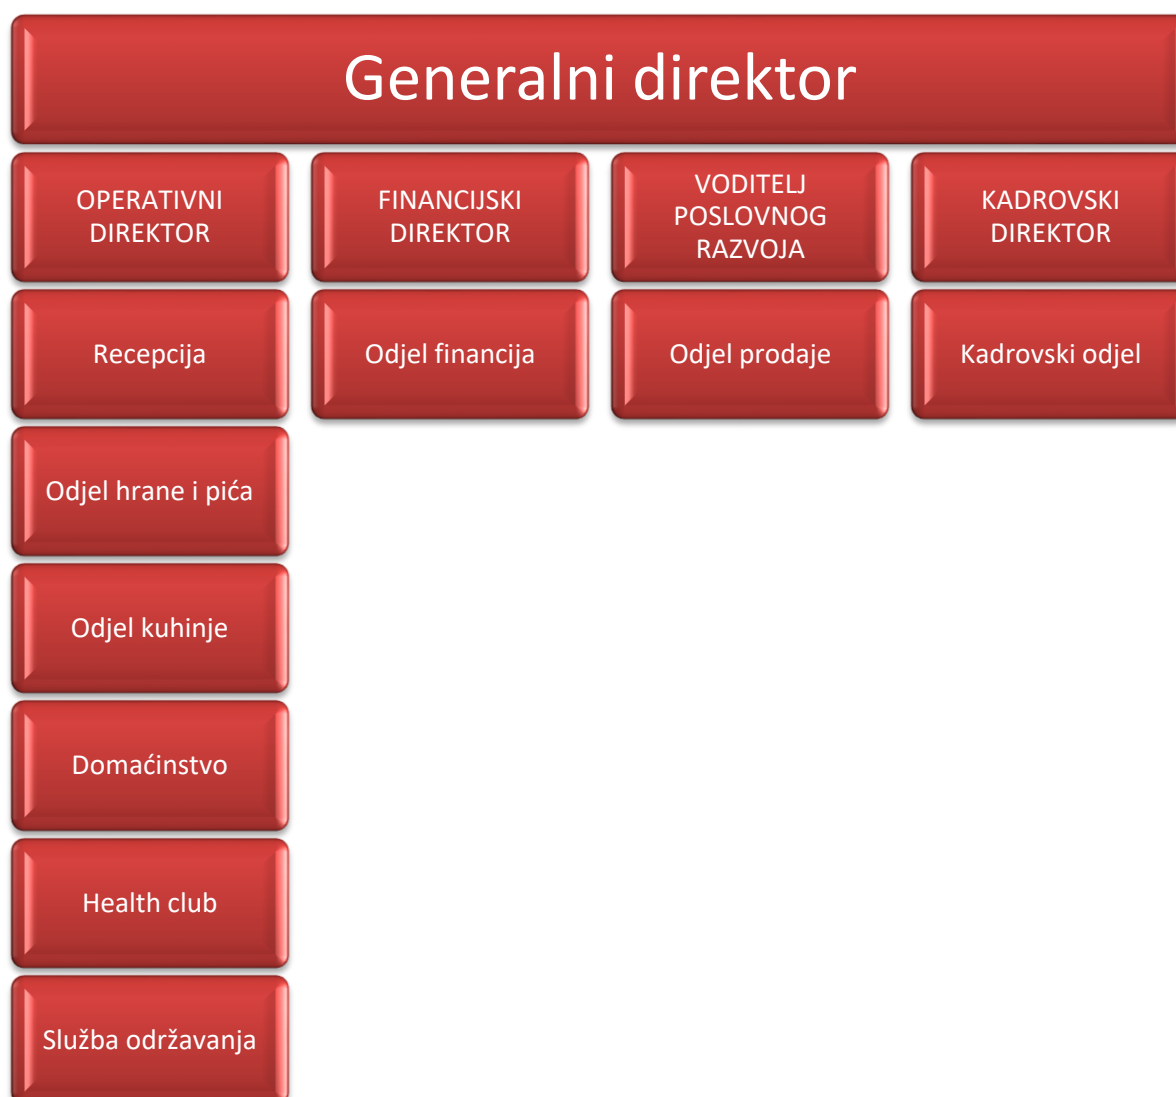 Generalni direktor
OPERATIVNI
DIREKTOR
FINANCIJSKI
DIREKTOR
VODITELJ
POSLOVNOG
RAZVOJA
KADROVSKI
DIREKTOR
Recepcija
Odjel financija
Odjel prodaje
Kadrovski odjel
Odjel hrane i pića
Odjel kuhinje
Domaćinstvo
Health club
Služba održavanja